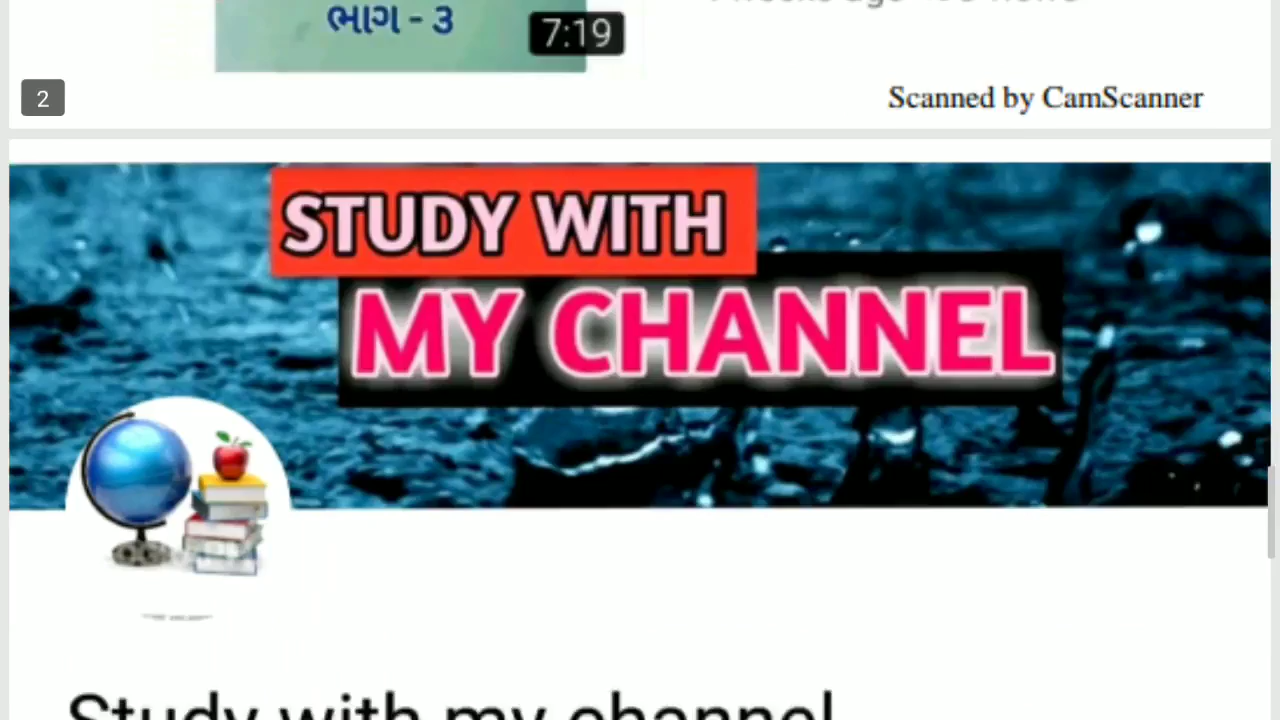 ભાગ - 3
7:19
2
Scanned by CamScanner
STUDY WITH
MY CHANNEL
Study with my channel